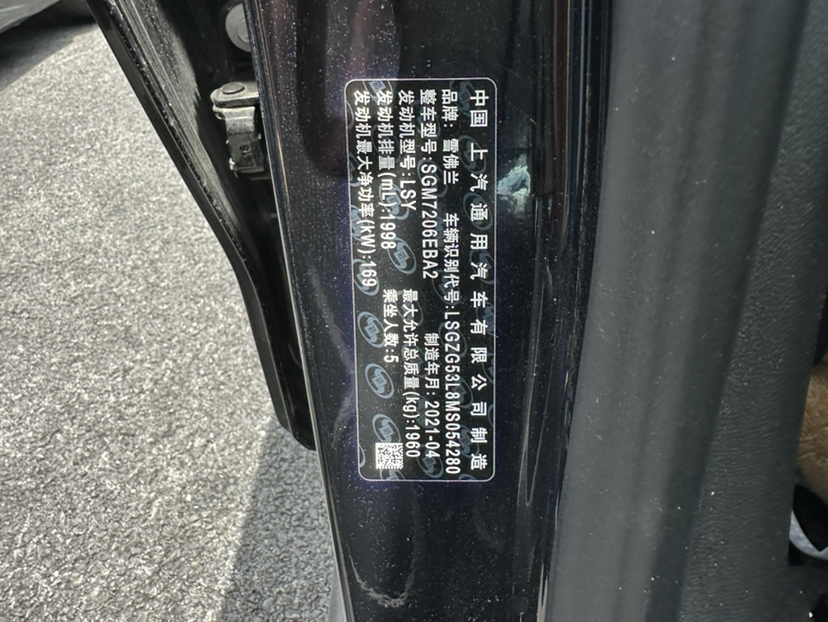 中国 上汽通用汽车有限公司制造
品牌: 雪佛兰 车辆识别代号:LSGZG53L8MS054280
整车型号:SGM7206EBA2 制造年月: 2021-04
发动机型号:LSY 最大允许总质量(kg):1960
发动机排量(mL):1998 乘坐人数:5
发动机最大净功率(kW):169